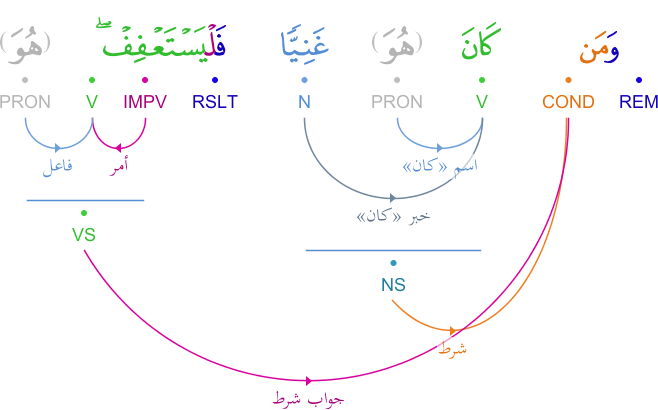 وَمَن كَانَ (هُوَ) غَنِيًّا فَلْيَسْتَعْفِفْ ۖ (هُوَ)
REM COND V PRON N RSLT IMPV V PRON
اسم «كان» أمر فاعل
خبر «كان»
VS
NS
شرط
جواب شرط